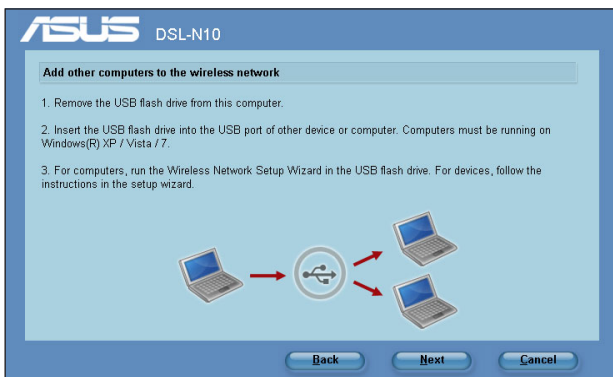 ASUS DSL-N10
Add other computers to the wireless network
1. Remove the USB flash drive from this computer.
2. Insert the USB flash drive into the USB port of other device or computer. Computers must be running on
Windows(R) XP / Vista / 7.
3. For computers, run the Wireless Network Setup Wizard in the USB flash drive. For devices, follow the
instructions in the setup wizard.
Back Next Cancel